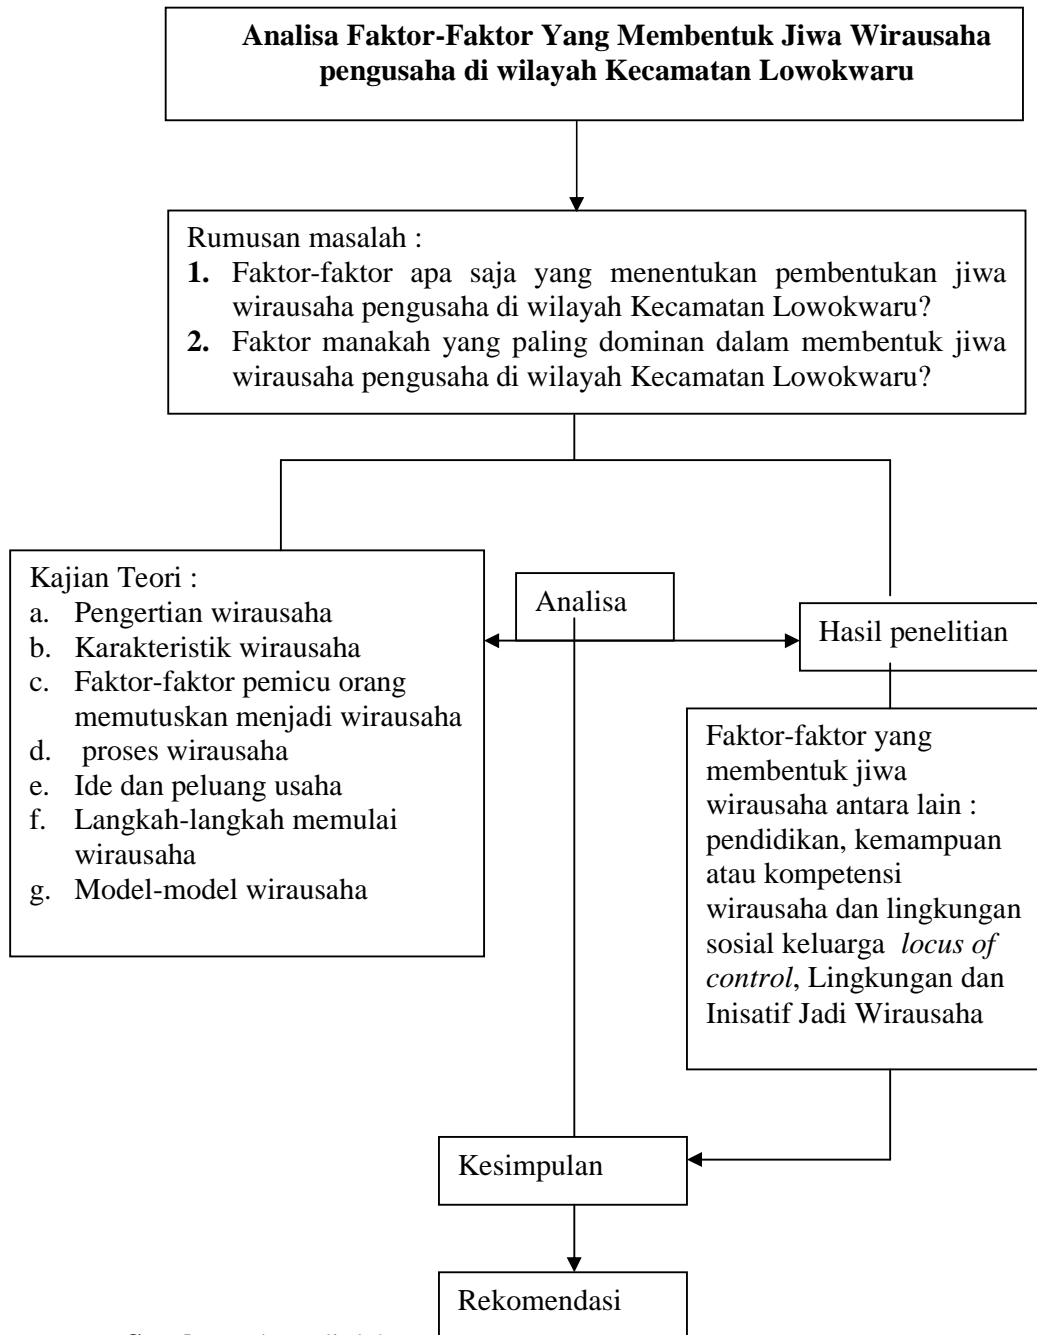 Analisa Faktor-Faktor Yang Membentuk Jiwa Wirausaha
pengusaha di wilayah Kecamatan Lowokwaru
Rumusan masalah :
1. Faktor-faktor apa saja yang menentukan pembentukan jiwa
wirausaha pengusaha di wilayah Kecamatan Lowokwaru?
2. Faktor manakah yang paling dominan dalam membentuk jiwa
wirausaha pengusaha di wilayah Kecamatan Lowokwaru?
Kajian Teori :
a. Pengertian wirausaha
b. Karakteristik wirausaha
c. Faktor-faktor pemicu orang
memutuskan menjadi wirausaha
d. proses wirausaha
e. Ide dan peluang usaha
f. Langkah-langkah memulai
wirausaha
g. Model-model wirausaha
Analisa
Hasil penelitian
Faktor-faktor yang
membentuk jiwa
wirausaha antara lain :
pendidikan, kemampuan
atau kompetensi
wirausaha dan lingkungan
sosial keluarga locus of
control, Lingkungan dan
Inisatif Jadi Wirausaha
Kesimpulan
Rekomendasi